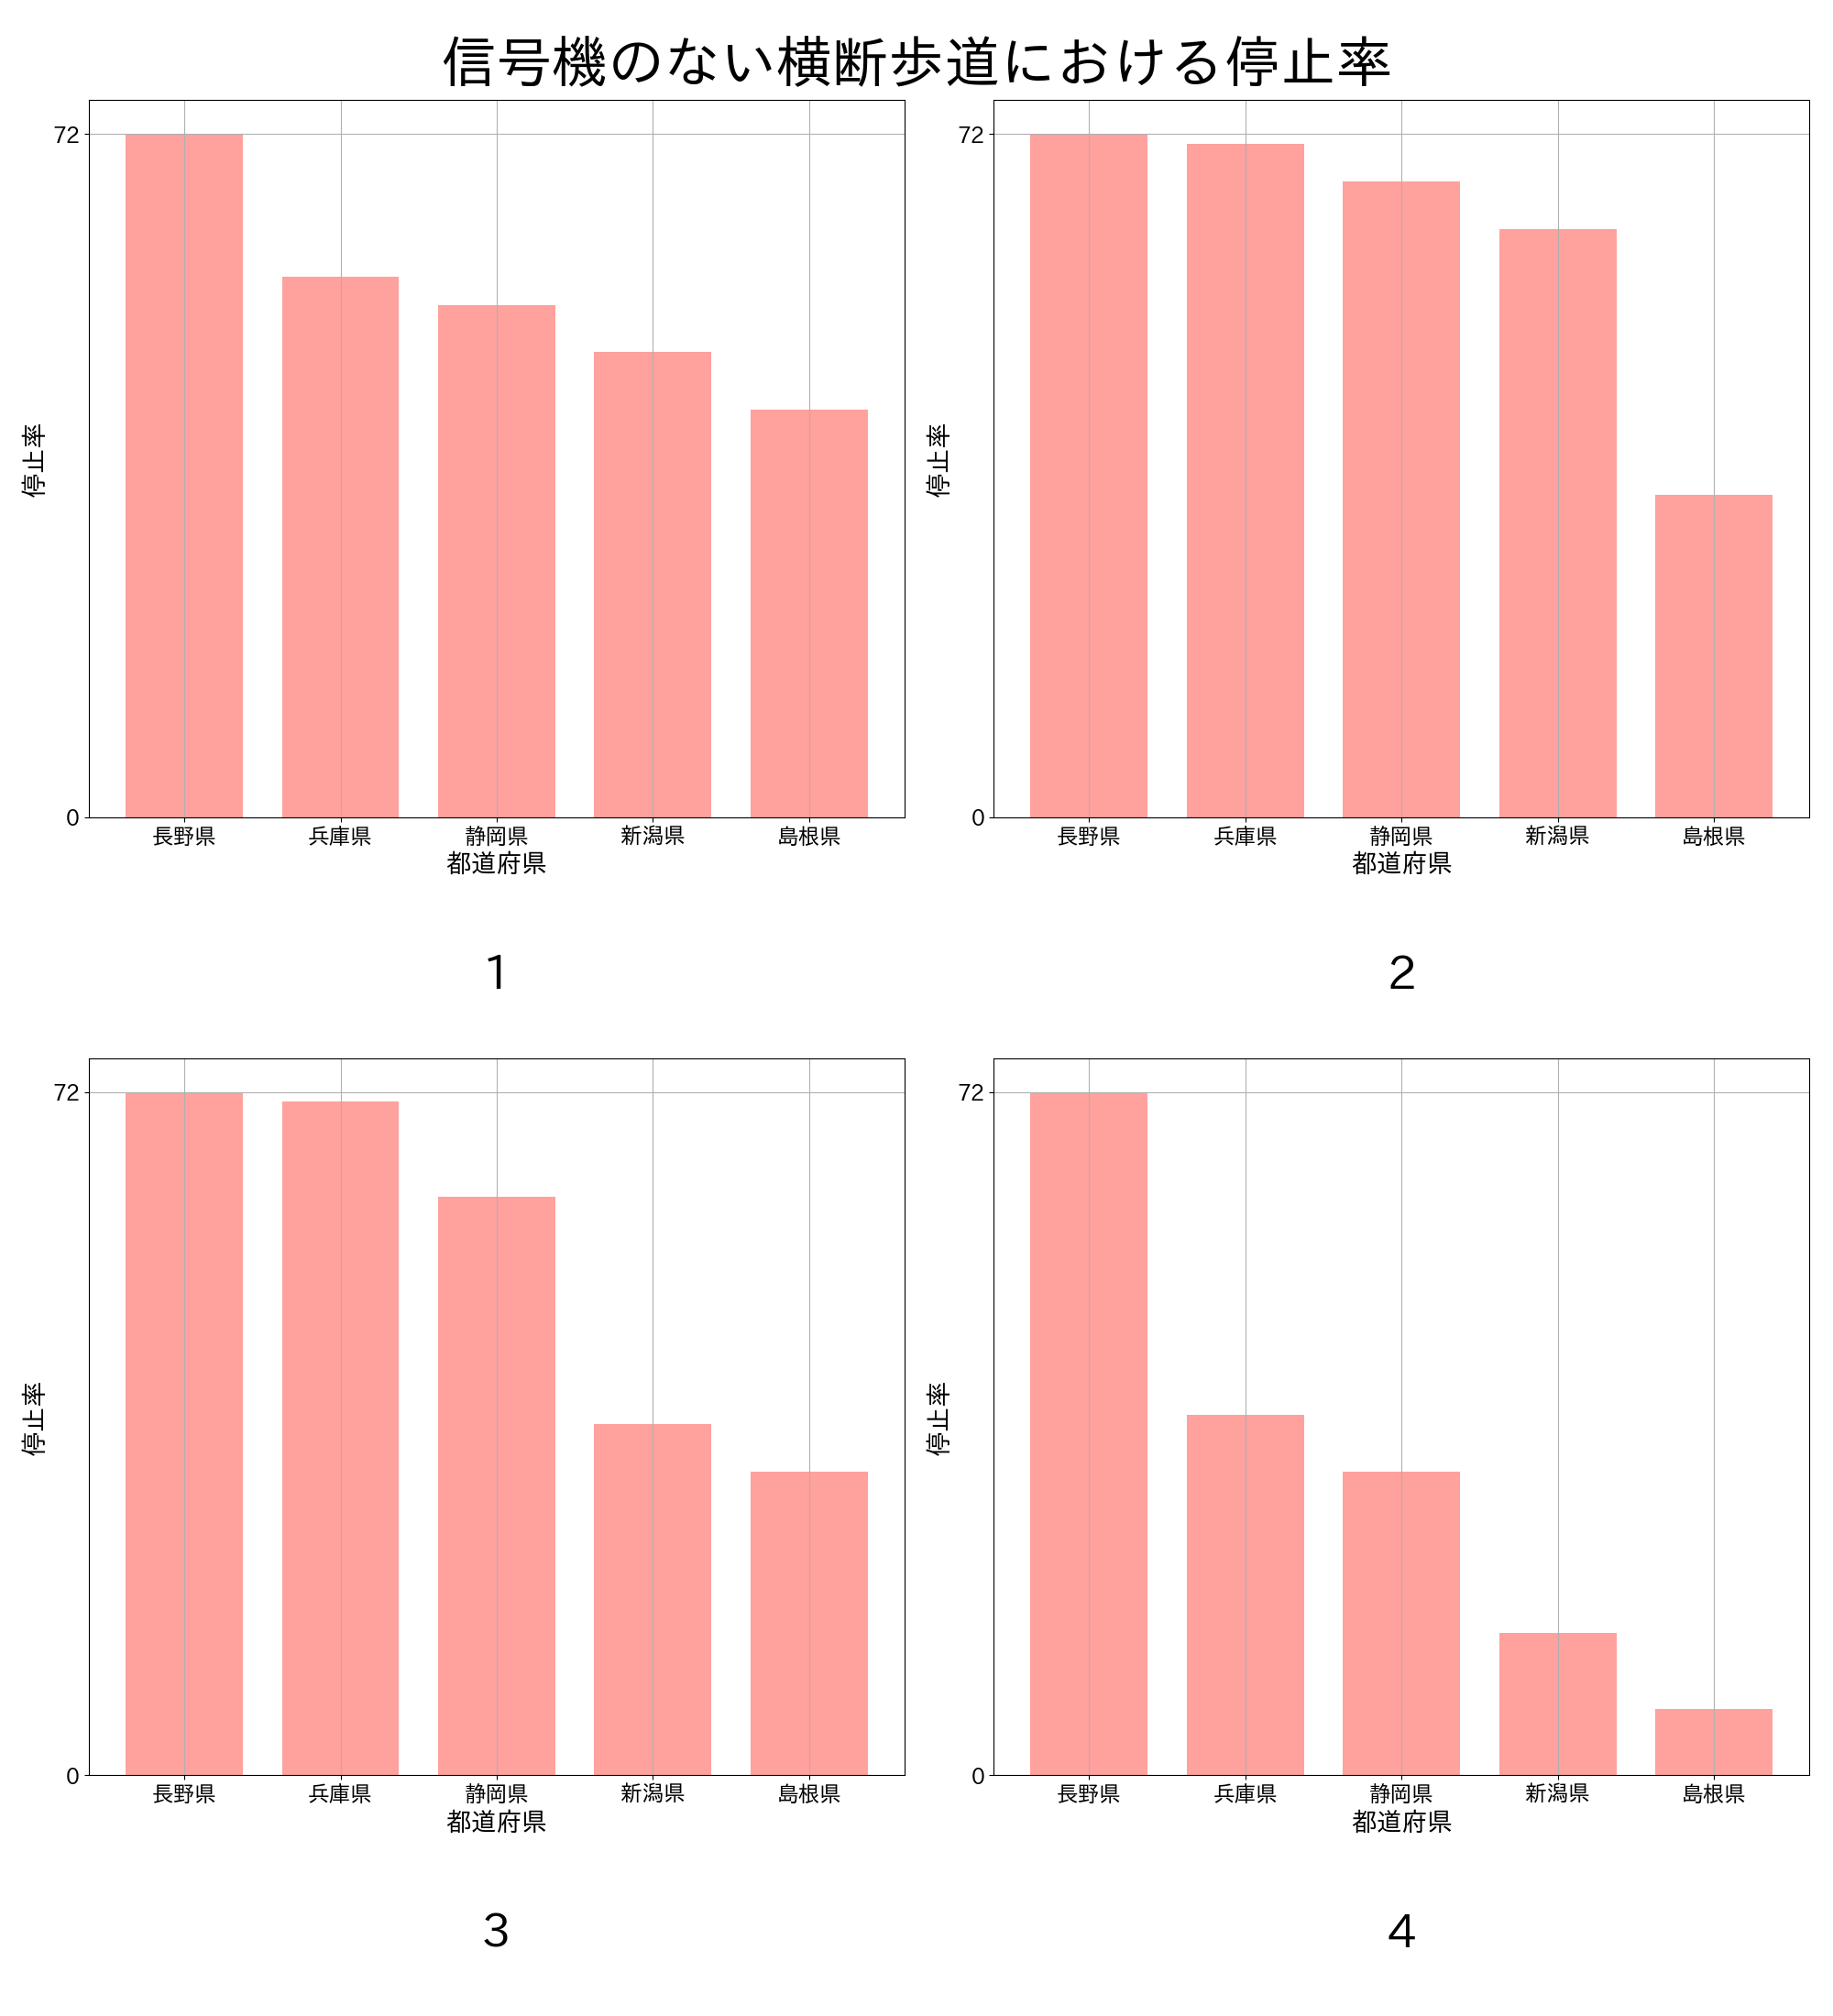 信号機のない横断歩道における停止率
72
0
停止率
長野県 兵庫県 静岡県 新潟県 島根県
都道府県
1
72
0
停止率
長野県 兵庫県 静岡県 新潟県 島根県
都道府県
2
72
0
停止率
長野県 兵庫県 静岡県 新潟県 島根県
都道府県
3
72
0
停止率
長野県 兵庫県 静岡県 新潟県 島根県
都道府県
4